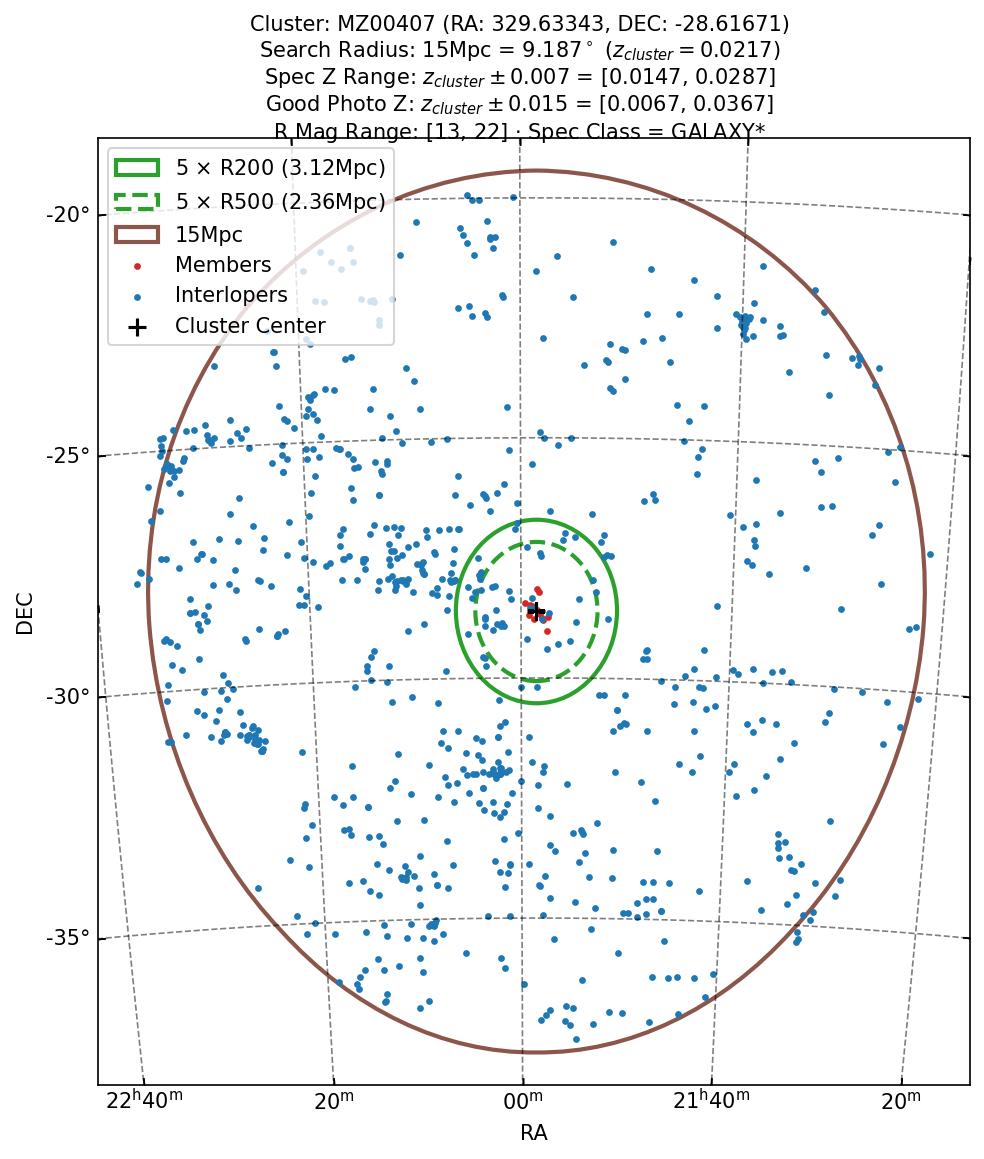 Cluster: MZ00407 (RA: 329.63343, DEC: -28.61671)
Search Radius: 15Mpc = 9.187° (z_cluster = 0.0217)
Spec Z Range: z_cluster ± 0.007 = [0.0147, 0.0287]
Good Photo Z: z_cluster ± 0.015 = [0.0067, 0.0367]
R Mag Range: [13, 22] · Spec Class = GALAXY*
5 × R200 (3.12Mpc)
5 × R500 (2.36Mpc)
15Mpc
Members
Interlopers
Cluster Center
-20°
-25°
-30°
-35°
DEC
22h40m 20m 00m 21h40m 20m
RA